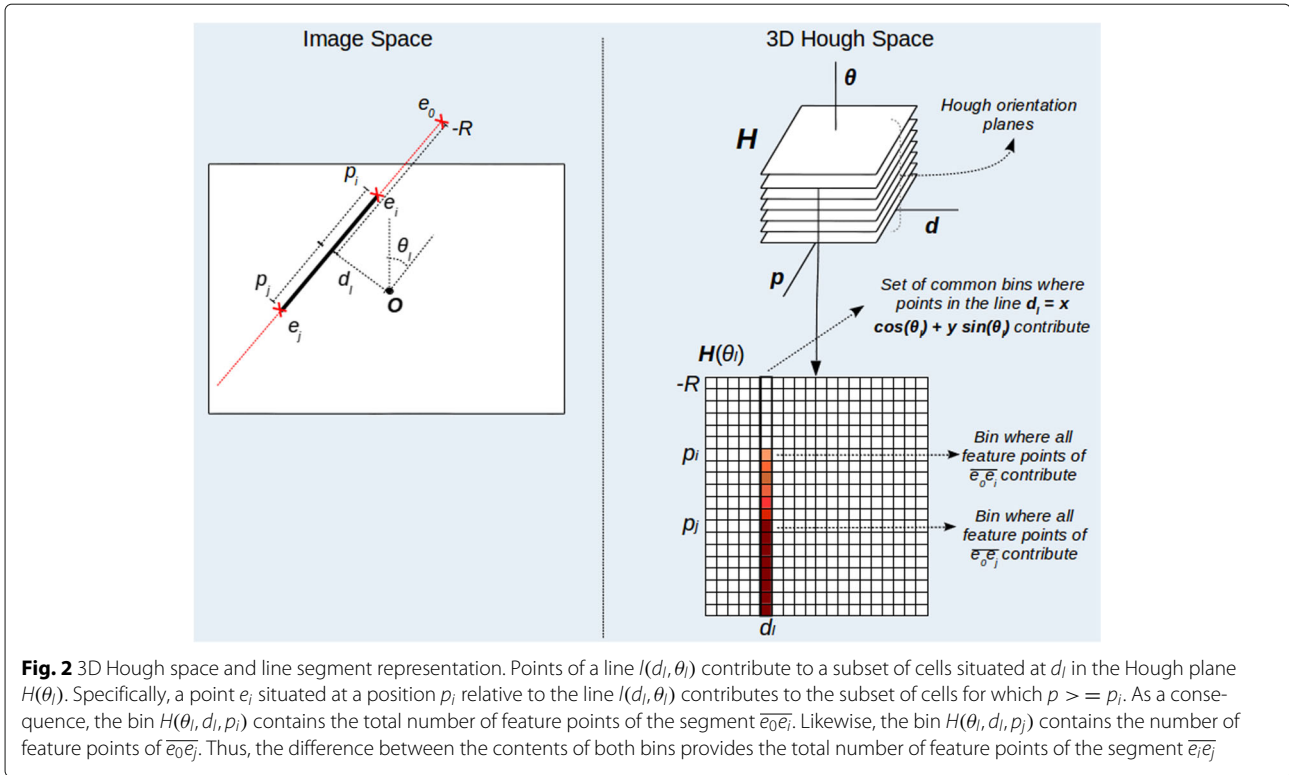 Image Space
3D Hough Space
e₀
-R
pᵢ
eᵢ
θₗ
dₗ
O
pⱼ
eⱼ
θ
H
Hough orientation
planes
d
p
Set of common bins where
points in the line dₗ = x
cos(θₗ) + y sin(θₗ) contribute
H(θₗ)
-R
pᵢ
Bin where all
feature points of
e₀eᵢ contribute
pⱼ
Bin where all
feature points of
e₀eⱼ contribute
dₗ
Fig. 2 3D Hough space and line segment representation. Points of a line l(dₗ, θₗ) contribute to a subset of cells situated at dₗ in the Hough plane
H(θₗ). Specifically, a point eᵢ situated at a position pᵢ relative to the line l(dₗ, θₗ) contributes to the subset of cells for which p >= pᵢ. As a conse-
quence, the bin H(θₗ, dₗ, pᵢ) contains the total number of feature points of the segment e₀eᵢ. Likewise, the bin H(θₗ, dₗ, pⱼ) contains the number of
feature points of e₀eⱼ. Thus, the difference between the contents of both bins provides the total number of feature points of the segment eᵢeⱼ